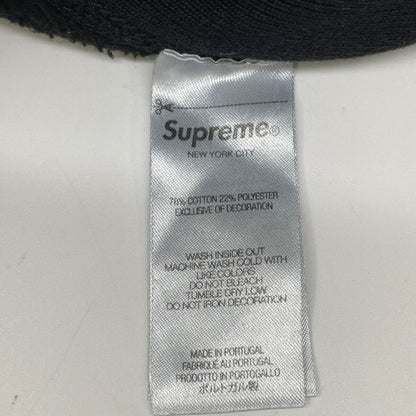 Supreme®
NEW YORK CITY
78% COTTON 22% POLYESTER
EXCLUSIVE OF DECORATION
WASH INSIDE OUT
MACHINE WASH COLD WITH
LIKE COLORS
DO NOT BLEACH
TUMBLE DRY LOW
DO NOT IRON DECORATION
MADE IN PORTUGAL
FABRIQUÉ AU PORTUGAL
PRODOTTO IN PORTOGALLO
ポルトガル製